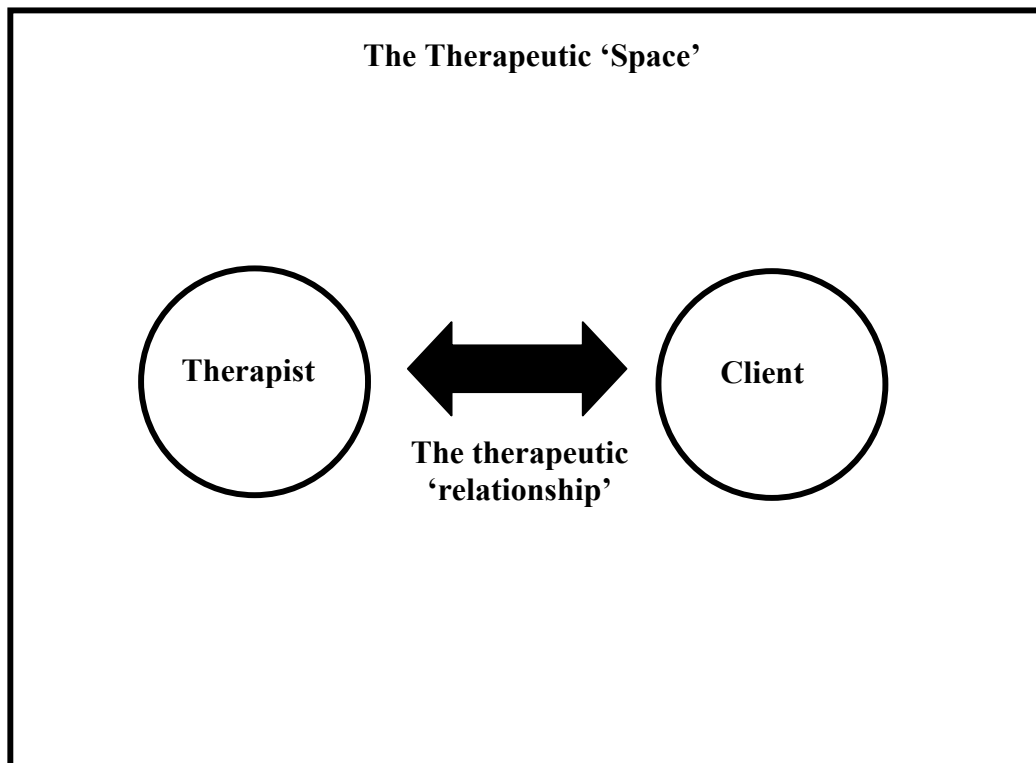 The Therapeutic ‘Space’
Therapist
Client
The therapeutic
‘relationship’